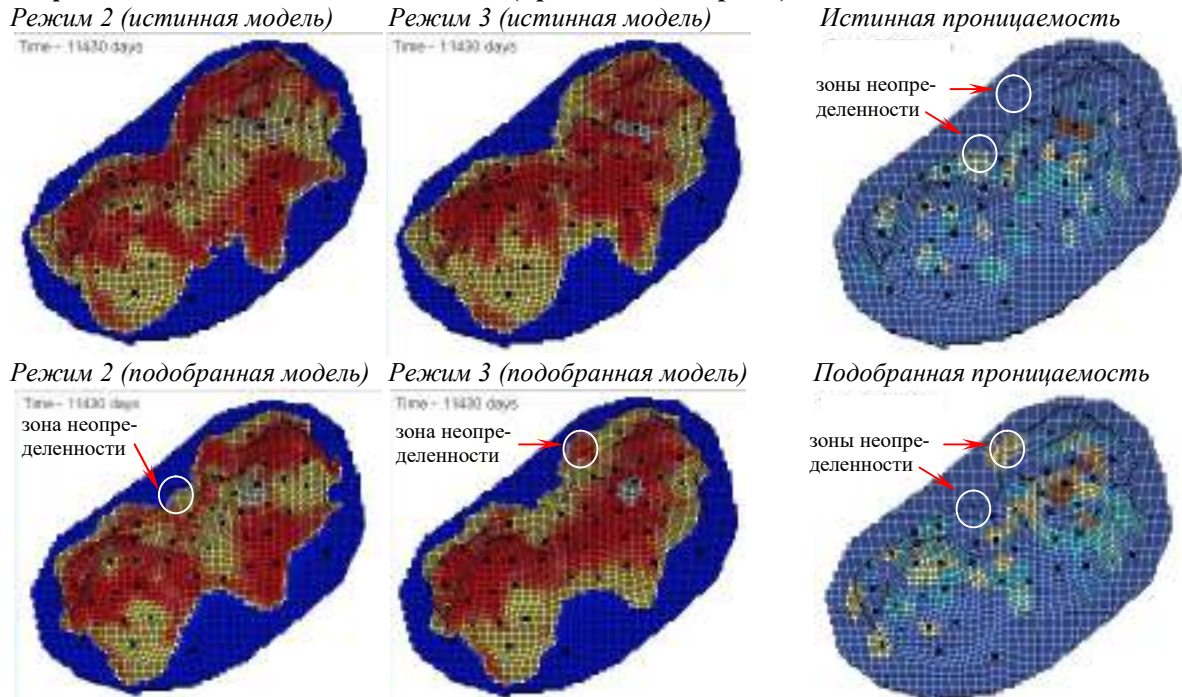 Режим 2 (истинная модель) Режим 3 (истинная модель) Истинная проницаемость
Time - 11430 days
Time - 11430 days
зоны неопре-
деленности
Режим 2 (подобранная модель) Режим 3 (подобранная модель) Подобранная проницаемость
Time - 11430 days
зона неопре-
деленности
Time - 11430 days
зона неопре-
деленности
зоны неопре-
деленности